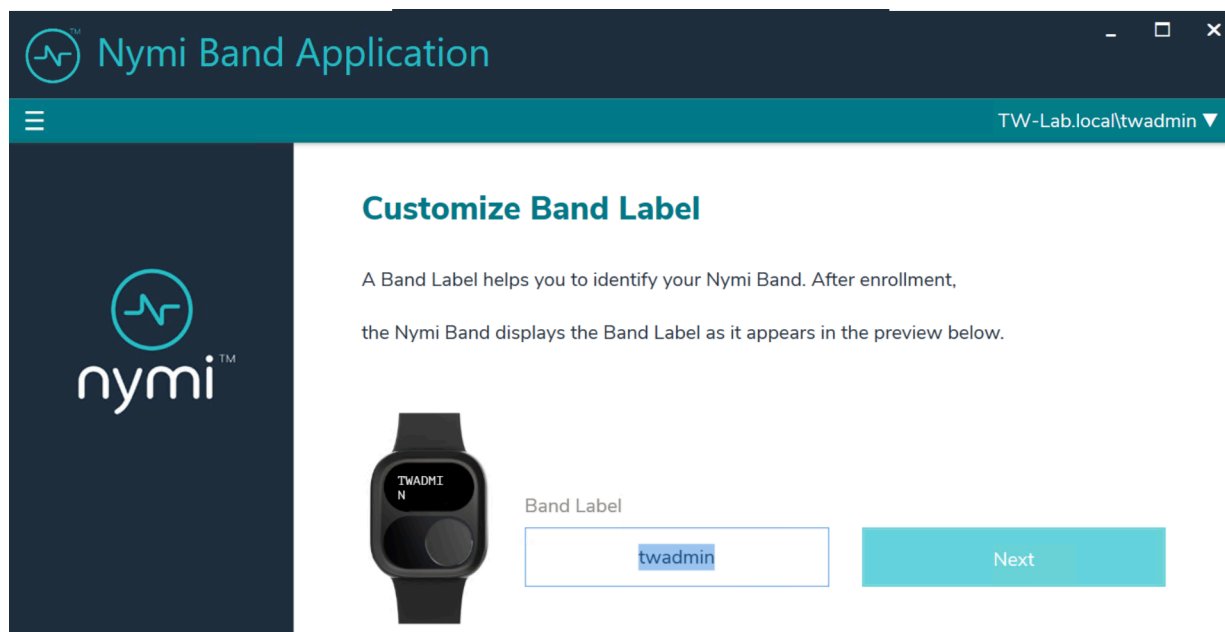 Nymi Band Application
TM
TW-Lab.local\twadmin ▼
Customize Band Label
A Band Label helps you to identify your Nymi Band. After enrollment,
the Nymi Band displays the Band Label as it appears in the preview below.
nymi™
TWADMI
N
Band Label
twadmin
Next